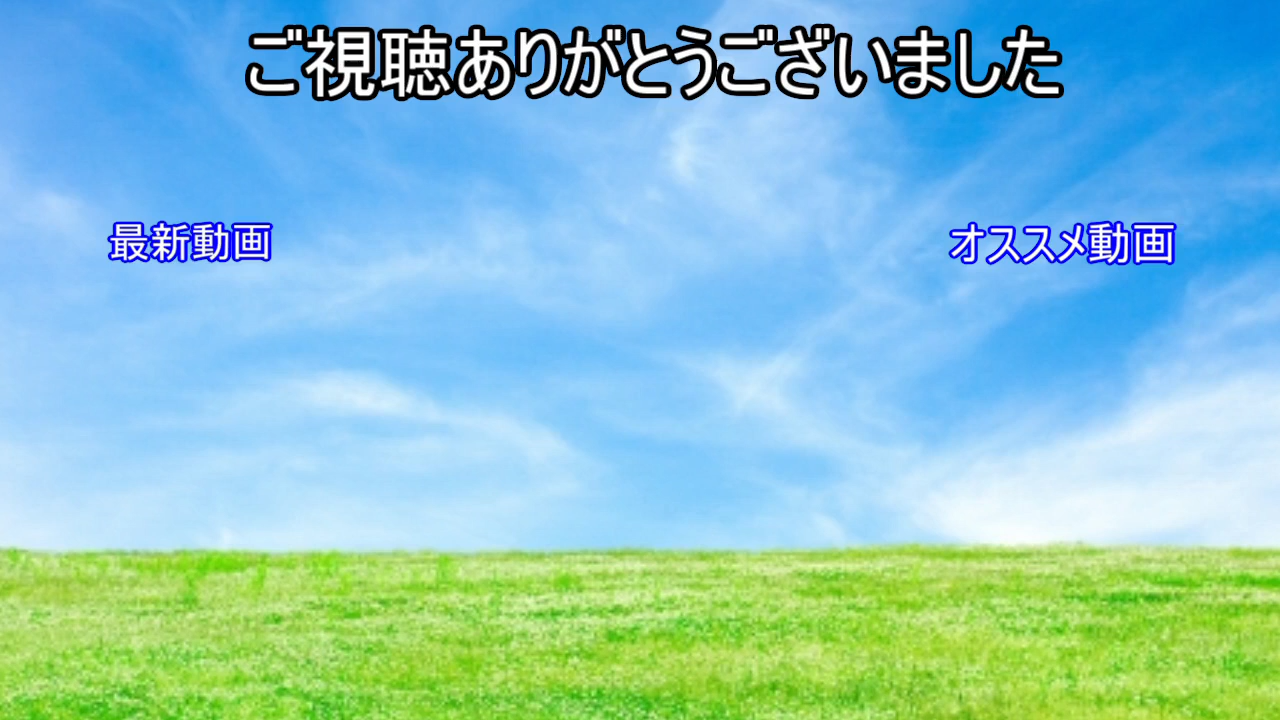 ご視聴ありがとうございました
最新動画
オススメ動画